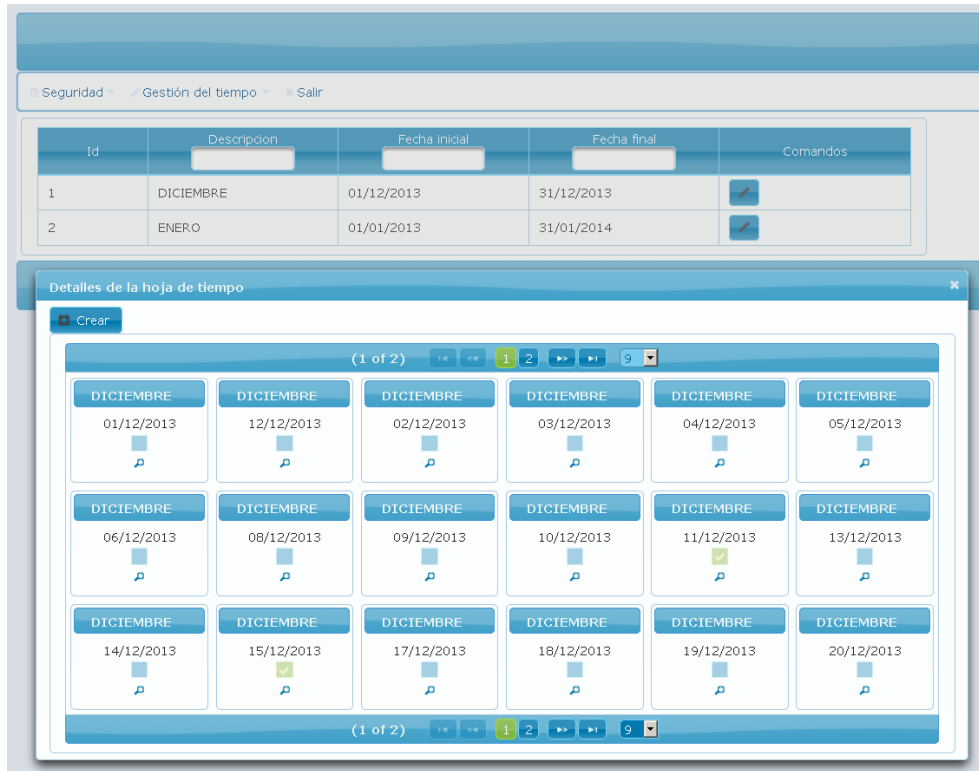 Seguridad Gestión del tiempo Salir
Id Descripcion Fecha inicial Fecha final Comandos
1 DICIEMBRE 01/12/2013 31/12/2013
2 ENERO 01/01/2013 31/01/2014
Detalles de la hoja de tiempo
Crear
(1 of 2) 1 2 9
DICIEMBRE DICIEMBRE DICIEMBRE DICIEMBRE DICIEMBRE DICIEMBRE
01/12/2013 12/12/2013 02/12/2013 03/12/2013 04/12/2013 05/12/2013
DICIEMBRE DICIEMBRE DICIEMBRE DICIEMBRE DICIEMBRE DICIEMBRE
06/12/2013 08/12/2013 09/12/2013 10/12/2013 11/12/2013 13/12/2013
DICIEMBRE DICIEMBRE DICIEMBRE DICIEMBRE DICIEMBRE DICIEMBRE
14/12/2013 15/12/2013 17/12/2013 18/12/2013 19/12/2013 20/12/2013
(1 of 2) 1 2 9